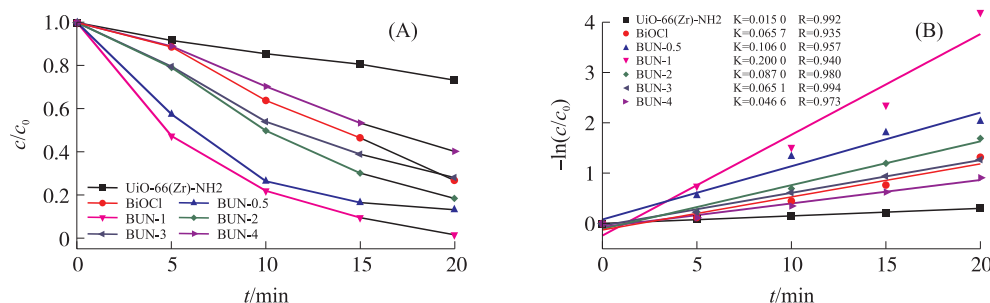 (A)
c/c0
1.0
0.8
0.6
0.4
0.2
0
UiO-66(Zr)-NH2
BiOCl BUN-0.5
BUN-1 BUN-2
BUN-3 BUN-4
0 5 10 15 20
t/min
(B)
−ln(c/c0)
4
3
2
1
0
UiO-66(Zr)-NH2 K=0.015 0 R=0.992
BiOCl K=0.065 7 R=0.935
BUN-0.5 K=0.106 0 R=0.957
BUN-1 K=0.200 0 R=0.940
BUN-2 K=0.087 0 R=0.980
BUN-3 K=0.065 1 R=0.994
BUN-4 K=0.046 6 R=0.973
0 5 10 15 20
t/min